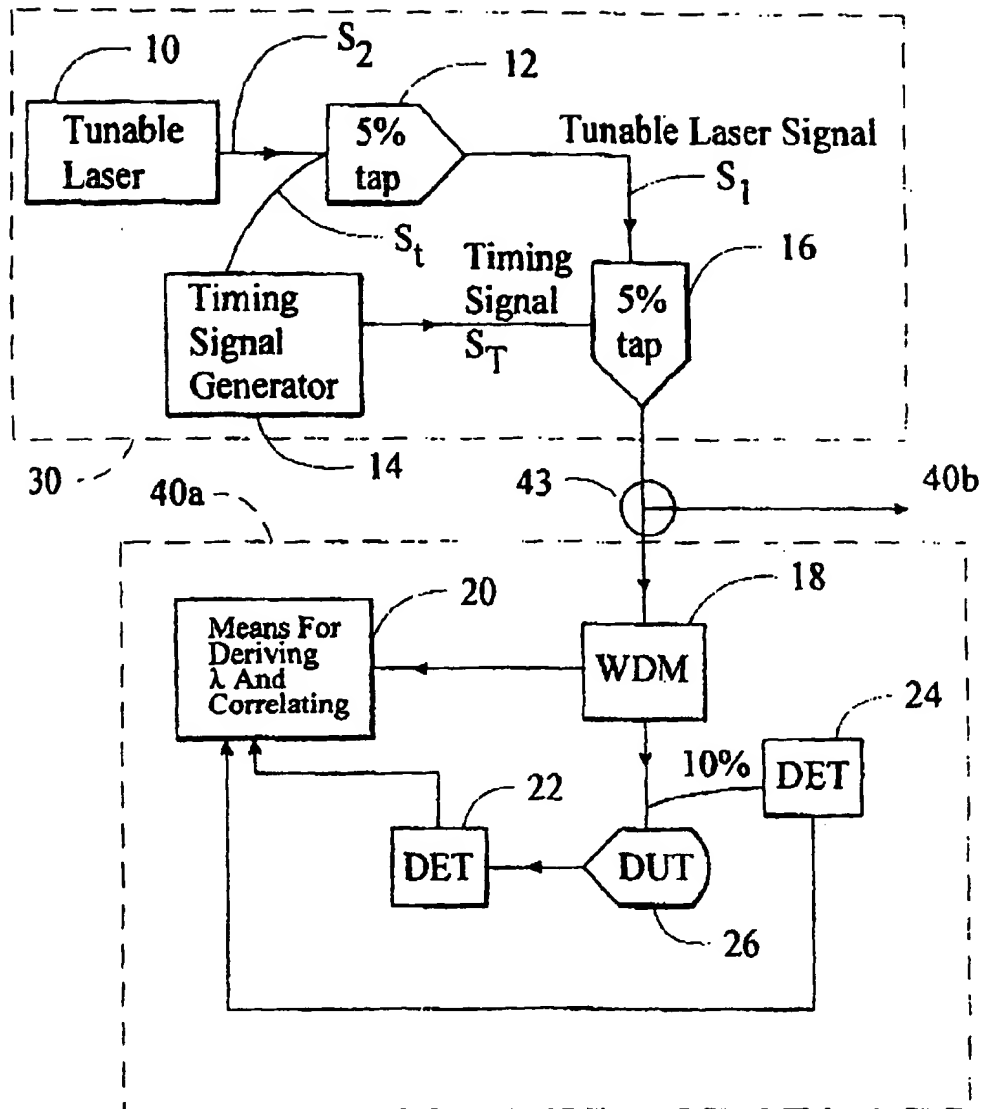 10
S2
12
Tunable
Laser
5%
tap
Tunable Laser Signal
S1
St
16
Timing
Signal
Generator
Timing
Signal
ST
5%
tap
30
14
43
40b
40a
20
18
Means For
Deriving
λ And
Correlating
WDM
24
10%
DET
22
DET
DUT
26